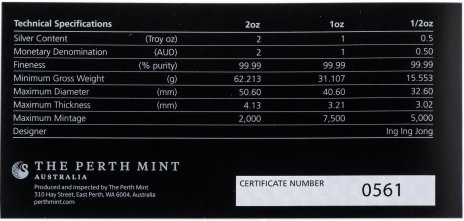 Technical Specifications 2oz 1oz 1/2oz
Silver Content (Troy oz) 2 1 0.5
Monetary Denomination (AUD) 2 1 0.50
Fineness (% purity) 99.99 99.99 99.99
Minimum Gross Weight (g) 62.213 31.107 15.553
Maximum Diameter (mm) 50.60 40.60 32.60
Maximum Thickness (mm) 4.13 3.21 3.02
Maximum Mintage 2,000 7,500 5,000
Designer Ing Ing Jong
THE PERTH MINT
AUSTRALIA
Produced and inspected by The Perth Mint
310 Hay Street, East Perth, WA 6004, Australia
perthmint.com
CERTIFICATE NUMBER 0561